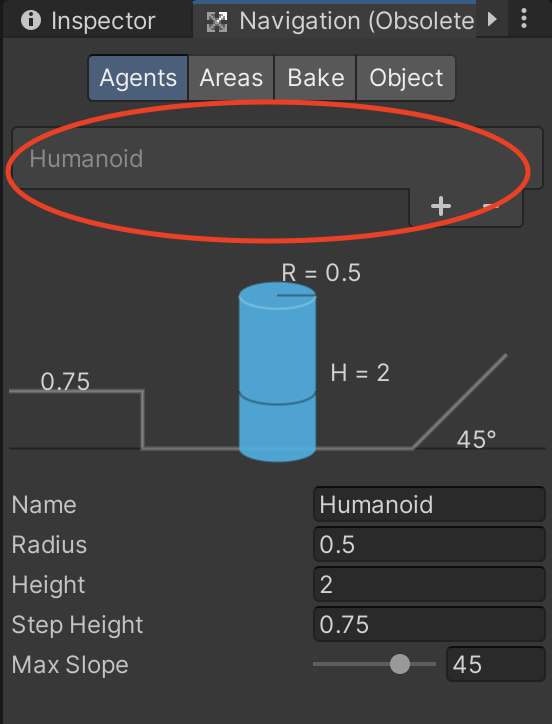 Inspector Navigation (Obsolete
Agents Areas Bake Object
Humanoid
+ -
R = 0.5
0.75
H = 2
45°
Name Humanoid
Radius 0.5
Height 2
Step Height 0.75
Max Slope 45